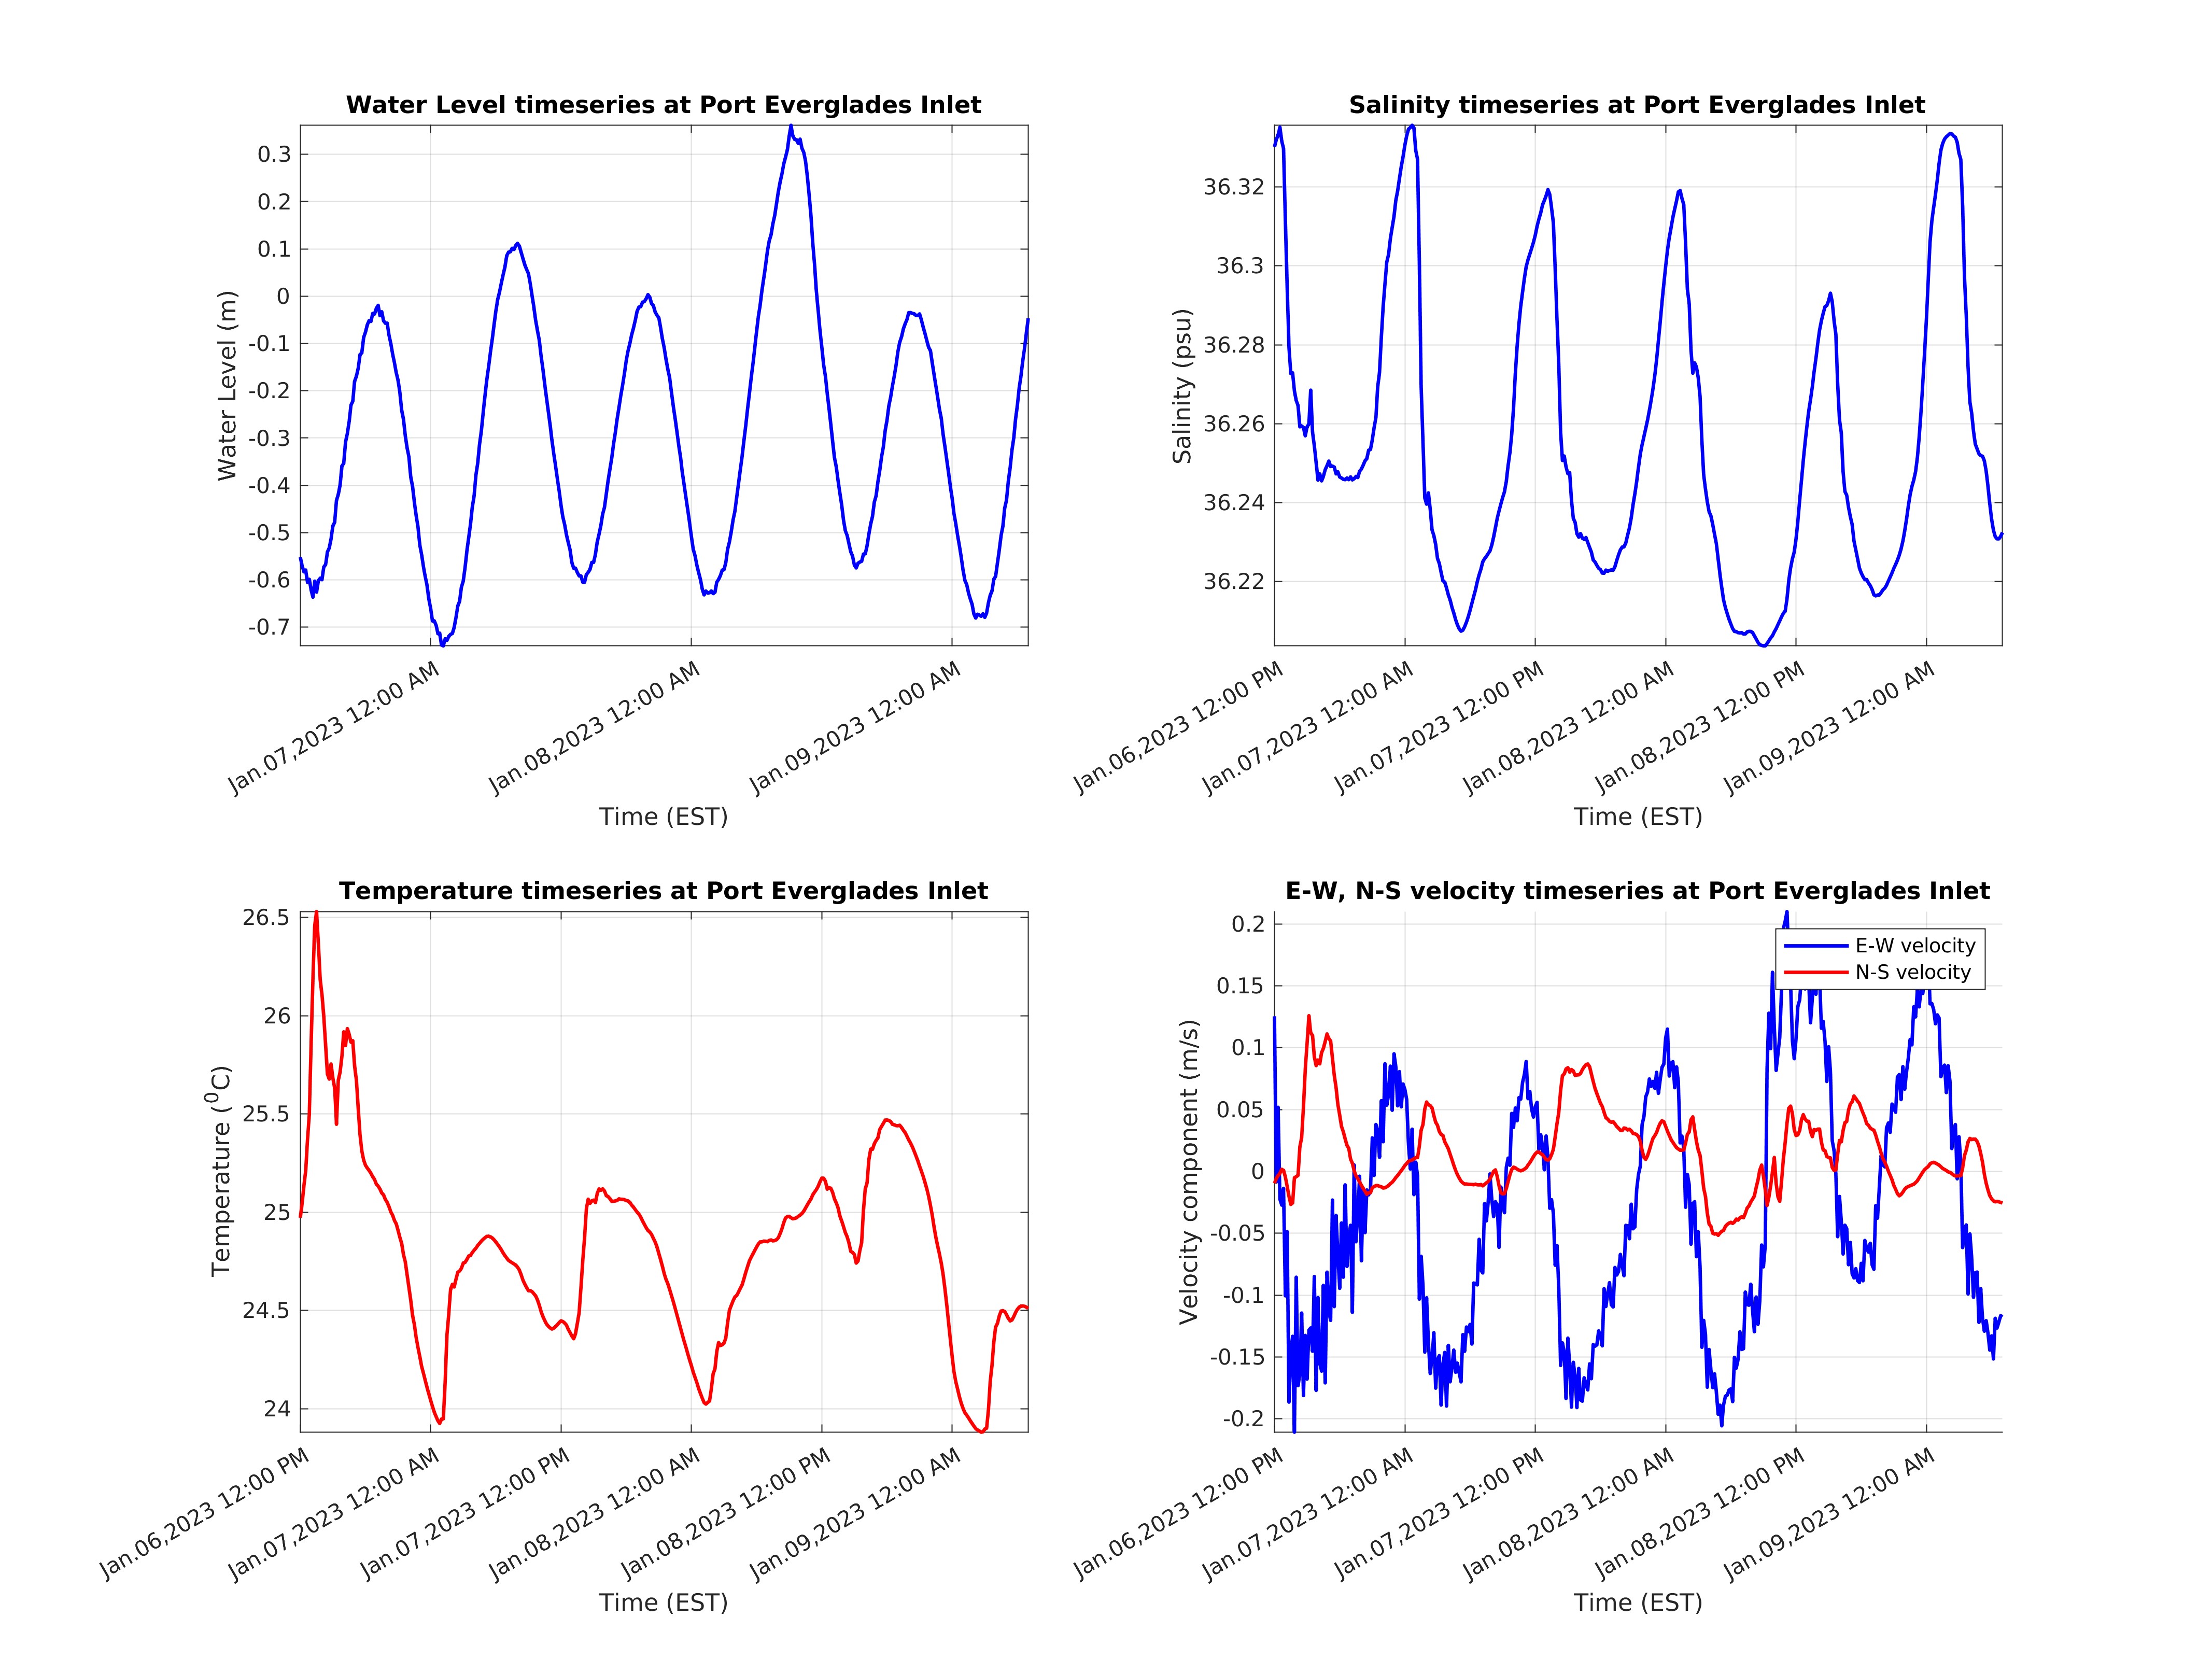 Water Level timeseries at Port Everglades Inlet
Water Level (m)
0.3
0.2
0.1
0
-0.1
-0.2
-0.3
-0.4
-0.5
-0.6
-0.7
Jan.07,2023 12:00 AM
Jan.08,2023 12:00 AM
Jan.09,2023 12:00 AM
Time (EST)
Salinity timeseries at Port Everglades Inlet
Salinity (psu)
36.32
36.3
36.28
36.26
36.24
36.22
Jan.06,2023 12:00 PM
Jan.07,2023 12:00 AM
Jan.07,2023 12:00 PM
Jan.08,2023 12:00 AM
Jan.08,2023 12:00 PM
Jan.09,2023 12:00 AM
Time (EST)
Temperature timeseries at Port Everglades Inlet
Temperature (⁰C)
26.5
26
25.5
25
24.5
24
Jan.06,2023 12:00 PM
Jan.07,2023 12:00 AM
Jan.07,2023 12:00 PM
Jan.08,2023 12:00 AM
Jan.08,2023 12:00 PM
Jan.09,2023 12:00 AM
Time (EST)
E-W, N-S velocity timeseries at Port Everglades Inlet
Velocity component (m/s)
0.2
0.15
0.1
0.05
0
-0.05
-0.1
-0.15
-0.2
E-W velocity
N-S velocity
Jan.06,2023 12:00 PM
Jan.07,2023 12:00 AM
Jan.07,2023 12:00 PM
Jan.08,2023 12:00 AM
Jan.08,2023 12:00 PM
Jan.09,2023 12:00 AM
Time (EST)